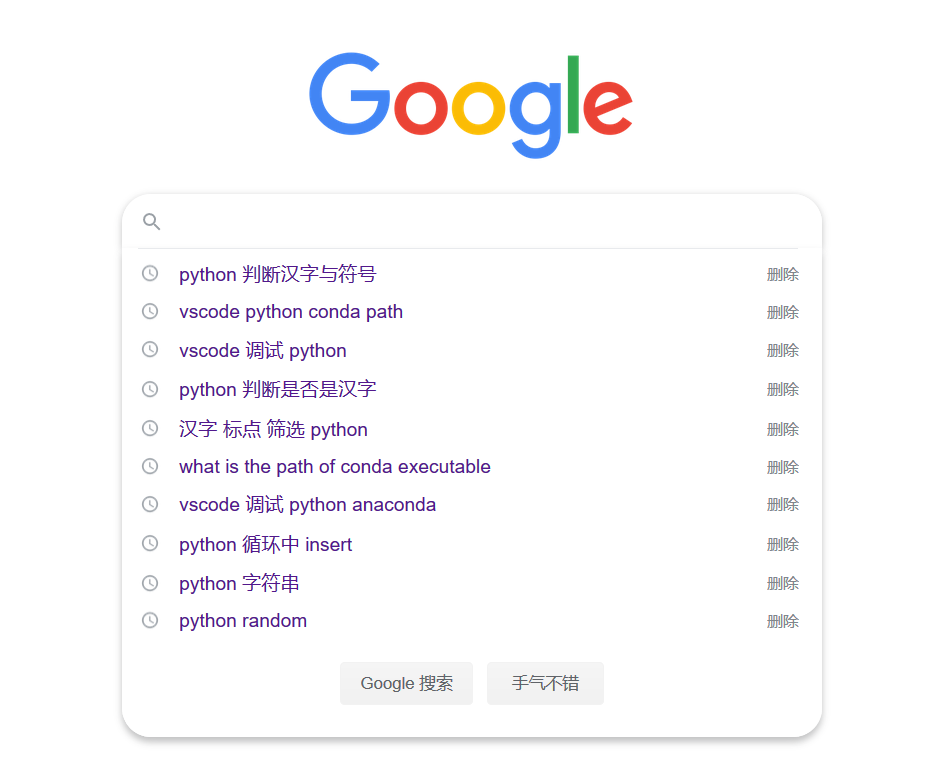 Google
python 判断汉字与符号 删除
vscode python conda path 删除
vscode 调试 python 删除
python 判断是否是汉字 删除
汉字 标点 筛选 python 删除
what is the path of conda executable 删除
vscode 调试 python anaconda 删除
python 循环中 insert 删除
python 字符串 删除
python random 删除
Google 搜索 手气不错